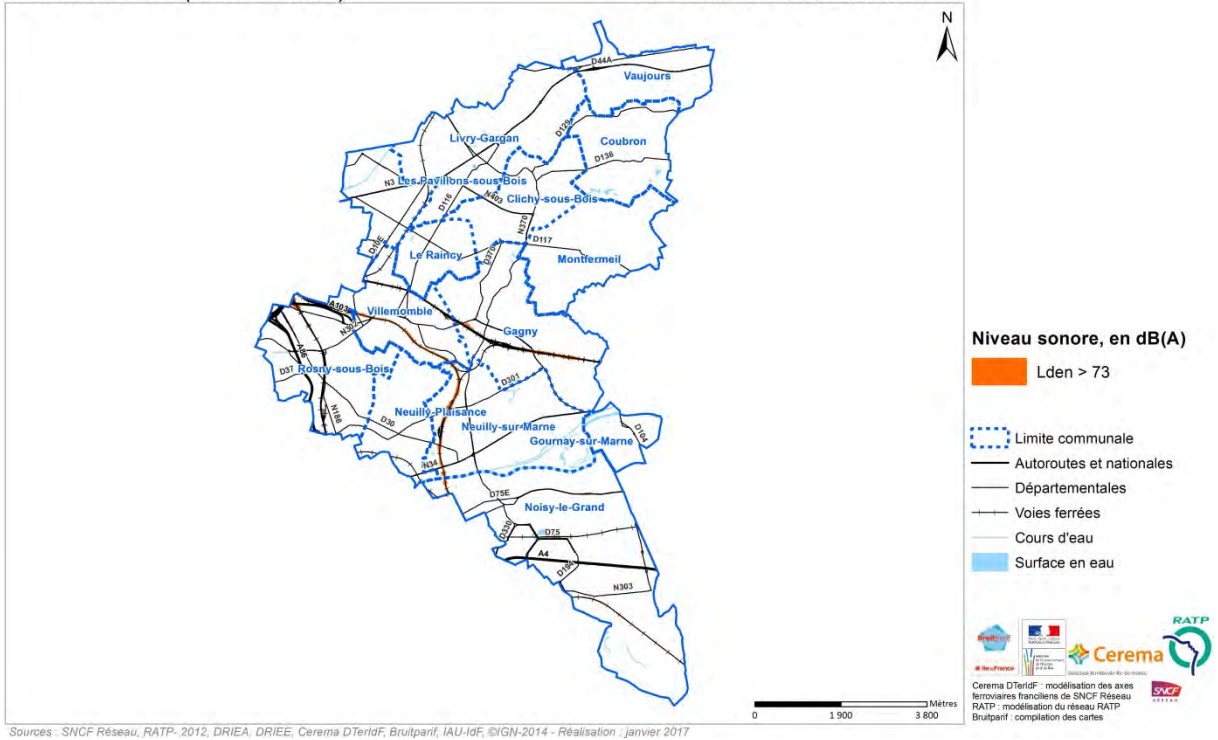 N
D44A
Vaujours
D129
Livry-Gargan
Coubron
D136
N3
Les Pavillons-sous-Bois
D116
N403
Clichy-sous-Bois
N370
D10E
D117
Le Raincy
D370
Montfermeil
A103
Villemomble
N302
Gagny
A86
D37
Rosny-sous-Bois
D301
N186
D30
Neuilly-Plaisance
Neuilly-sur-Marne
Gournay-sur-Marne
D104
N34
D75E
Noisy-le-Grand
D330
D75
A4
D194
N303
Mètres
0 1 900 3 800
Niveau sonore, en dB(A)
Lden > 73
Limite communale
Autoroutes et nationales
Départementales
Voies ferrées
Cours d'eau
Surface en eau
RATP
Cerema
SNCF
RÉSEAU
Cerema DTerIdF : modélisation des axes
ferroviaires franciliens de SNCF Réseau
RATP : modélisation du réseau RATP
Bruitparif : compilation des cartes
Sources : SNCF Réseau, RATP- 2012, DRIEA, DRIEE, Cerema DTerIdF, Bruitparif, IAU-IdF, ©IGN-2014 - Réalisation : janvier 2017